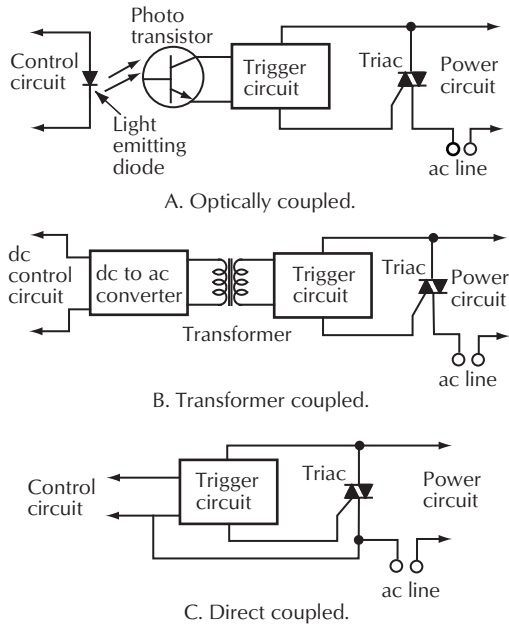 Photo
transistor
Control
circuit
Trigger
circuit
Triac
Power
circuit
Light
emitting
diode
ac line
A. Optically coupled.
dc
control
circuit
dc to ac
converter
Transformer
Trigger
circuit
Triac
Power
circuit
ac line
B. Transformer coupled.
Control
circuit
Trigger
circuit
Triac
Power
circuit
ac line
C. Direct coupled.